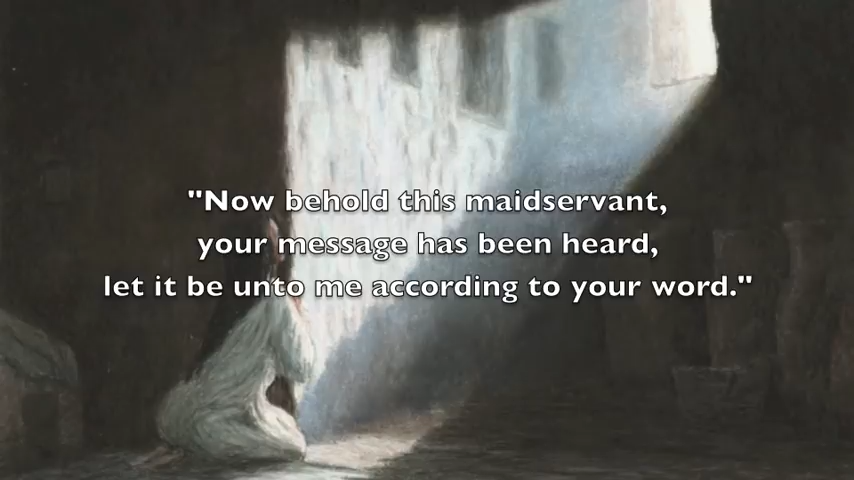 "Now behold this maidservant,
your message has been heard,
let it be unto me according to your word."